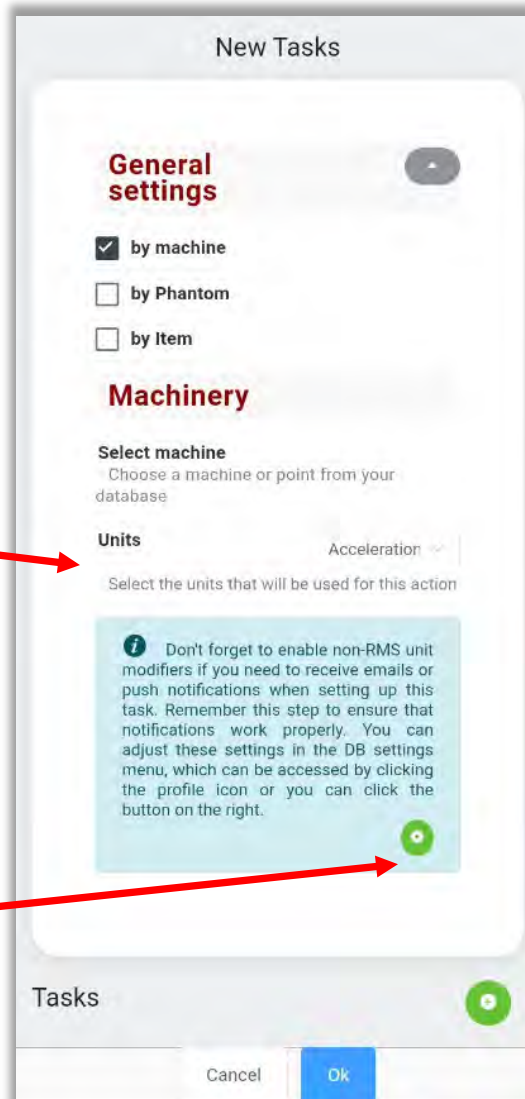 New Tasks
General
settings
by machine
by Phantom
by Item
Machinery
Select machine
Choose a machine or point from your
database
Units
Acceleration
Select the units that will be used for this action
Don't forget to enable non-RMS unit
modifiers if you need to receive emails or
push notifications when setting up this
task. Remember this step to ensure that
notifications work properly. You can
adjust these settings in the DB settings
menu, which can be accessed by clicking
the profile icon or you can click the
button on the right.
Tasks
Cancel
Ok